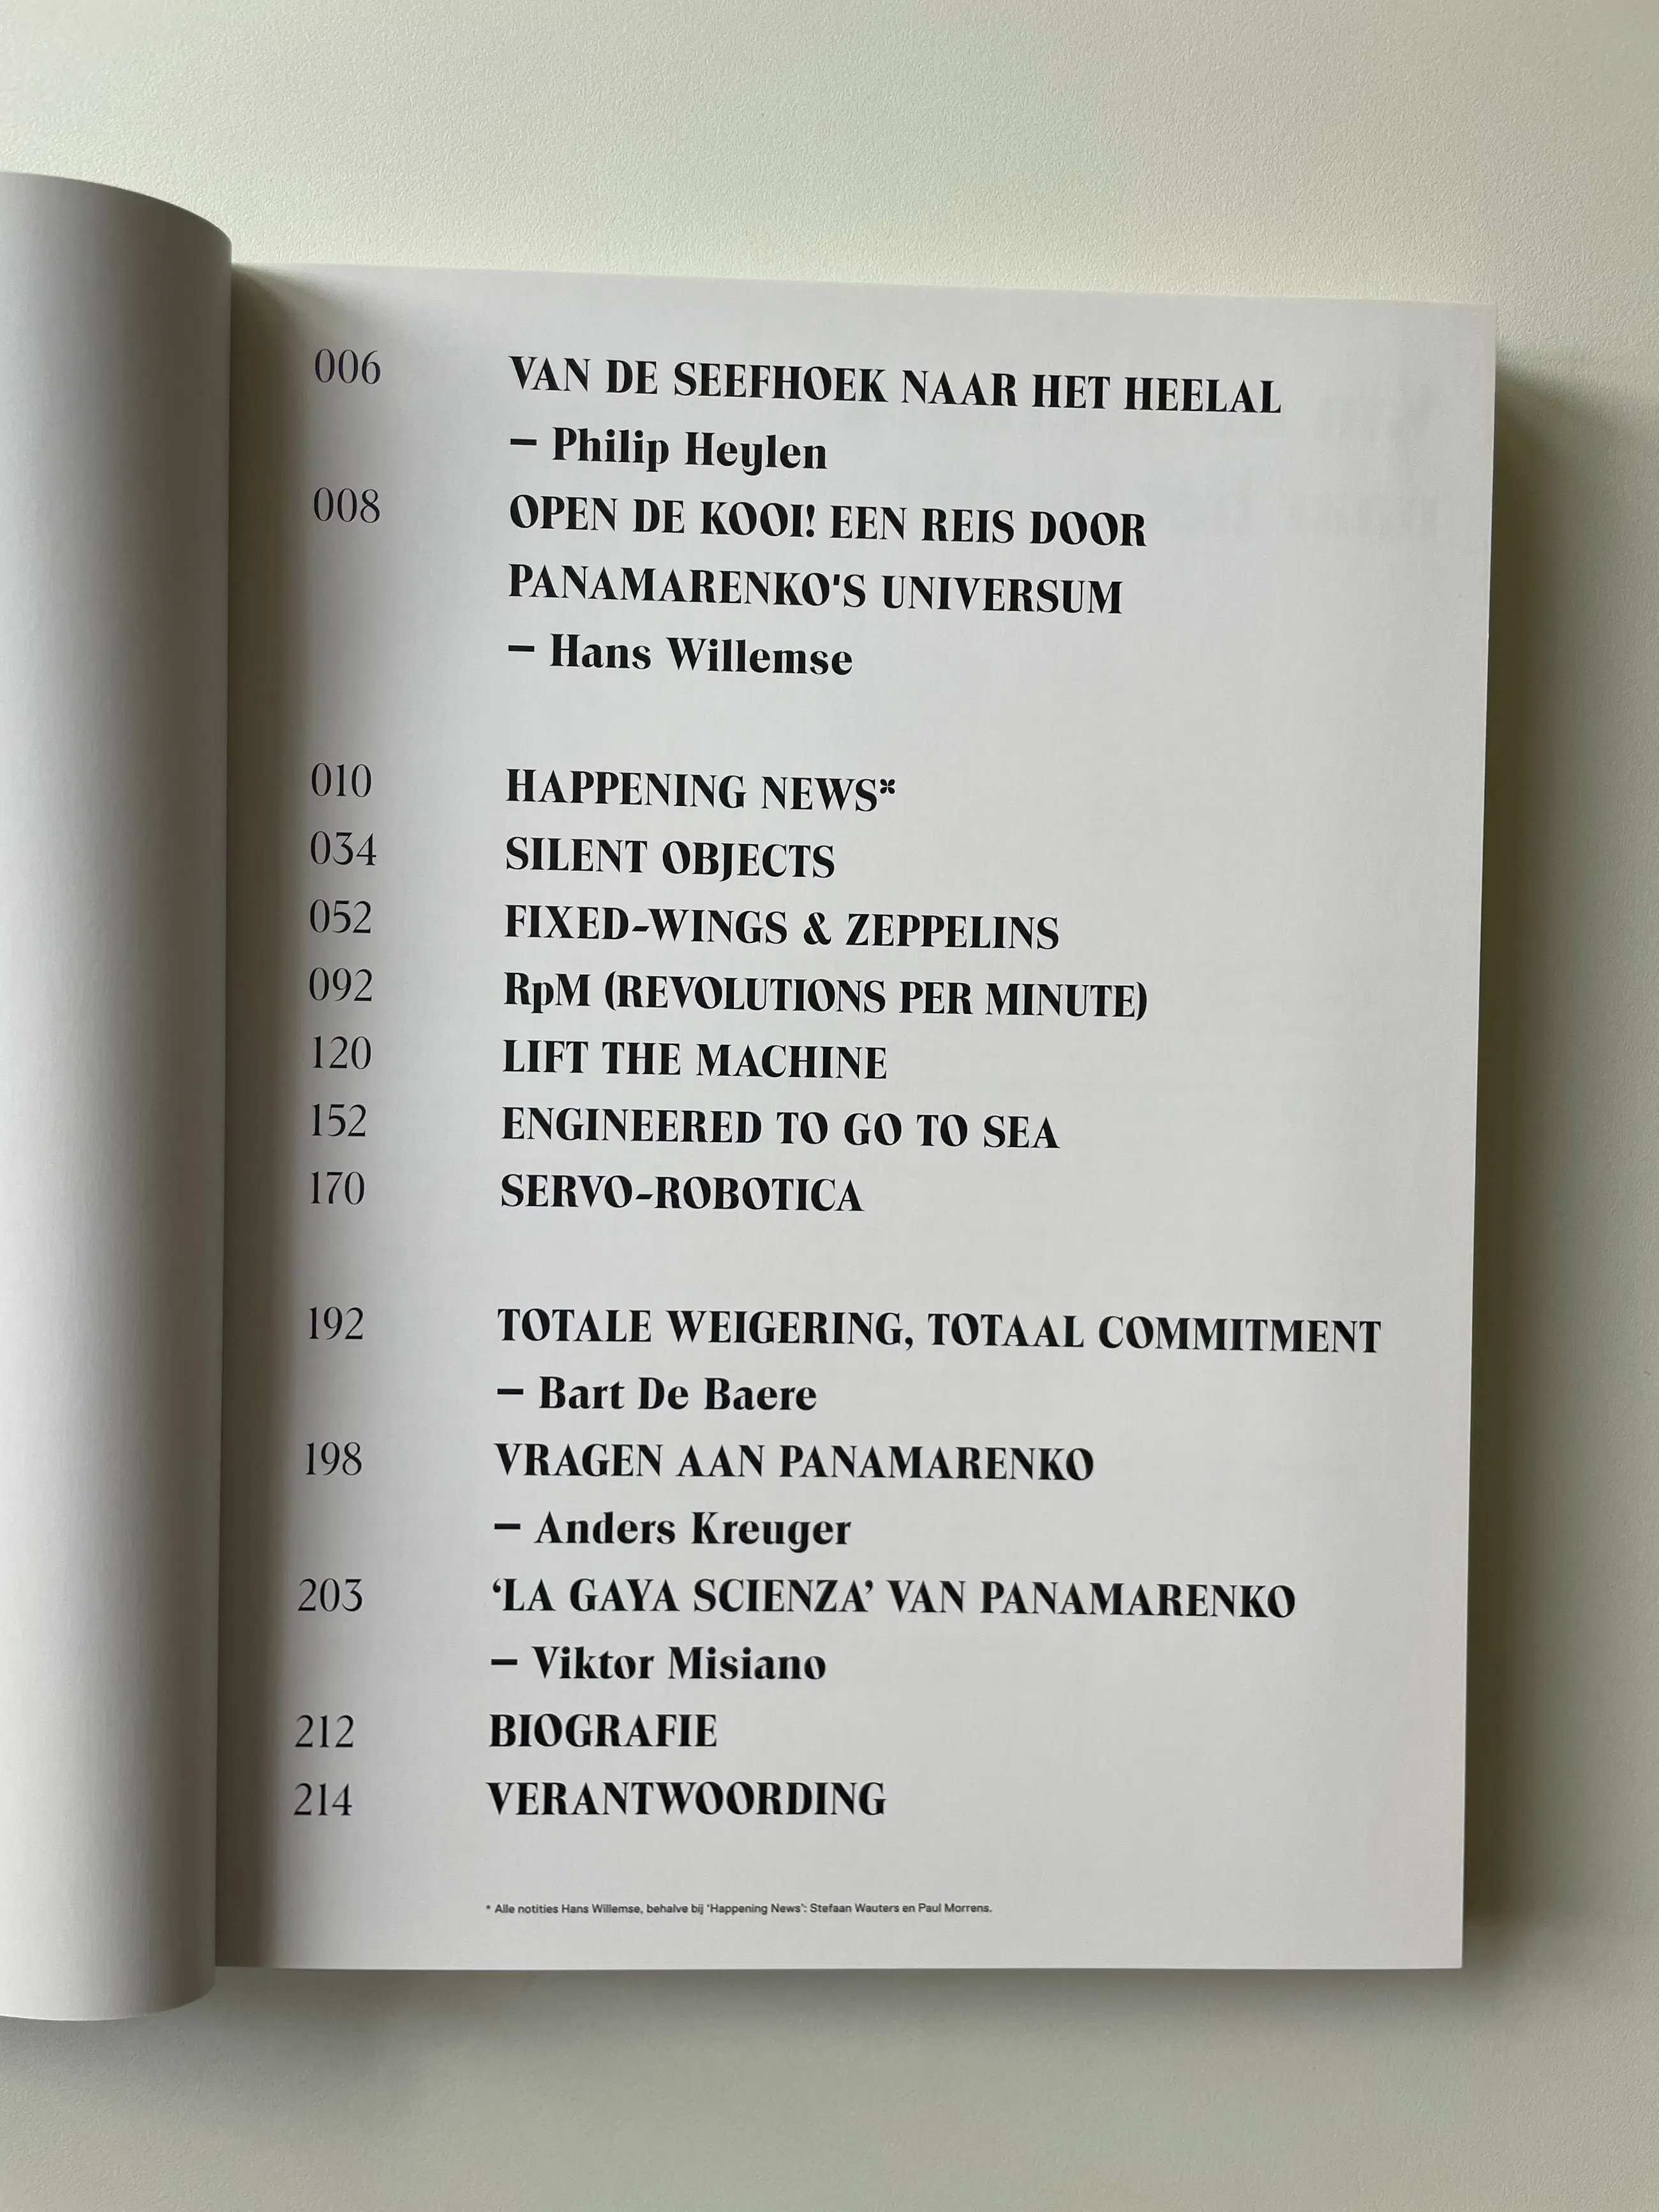 006 VAN DE SEEFHOEK NAAR HET HEELAL
– Philip Heylen
008 OPEN DE KOOI! EEN REIS DOOR
PANAMARENKO'S UNIVERSUM
– Hans Willemse
010 HAPPENING NEWS*
034 SILENT OBJECTS
052 FIXED-WINGS & ZEPPELINS
092 RpM (REVOLUTIONS PER MINUTE)
120 LIFT THE MACHINE
152 ENGINEERED TO GO TO SEA
170 SERVO-ROBOTICA
192 TOTALE WEIGERING, TOTAAL COMMITMENT
– Bart De Baere
198 VRAGEN AAN PANAMARENKO
– Anders Kreuger
203 ‘LA GAYA SCIENZA’ VAN PANAMARENKO
– Viktor Misiano
212 BIOGRAFIE
214 VERANTWOORDING
* Alle notities Hans Willemse, behalve bij ‘Happening News’: Stefaan Wauters en Paul Morrens.